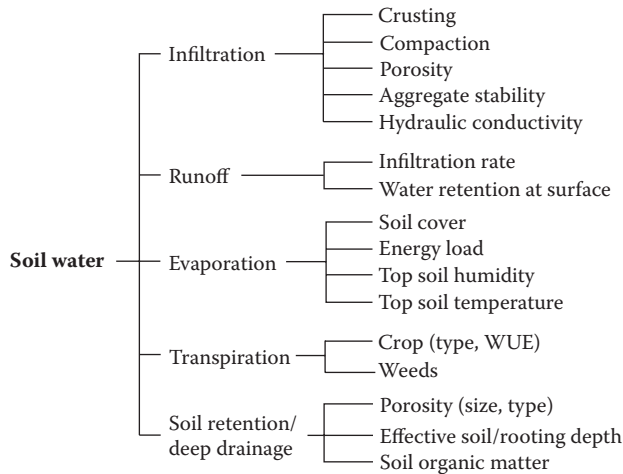 Crusting
Compaction
Infiltration
Porosity
Aggregate stability
Hydraulic conductivity
Infiltration rate
Runoff
Water retention at surface
Soil cover
Energy load
Soil water
Evaporation
Top soil humidity
Top soil temperature
Crop (type, WUE)
Transpiration
Weeds
Porosity (size, type)
Soil retention/
deep drainage
Effective soil/rooting depth
Soil organic matter